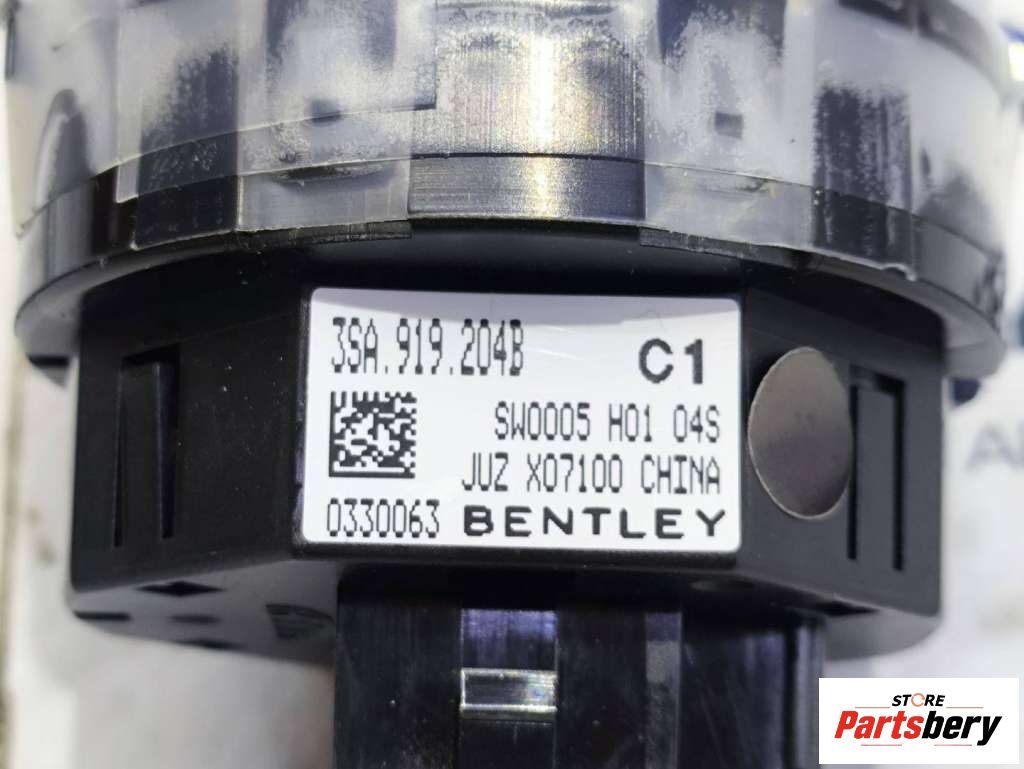 3SA.919.204B
C1
SW0005 H01 04S
JUZ X07100 CHINA
0330063 BENTLEY
STORE
Partsbery